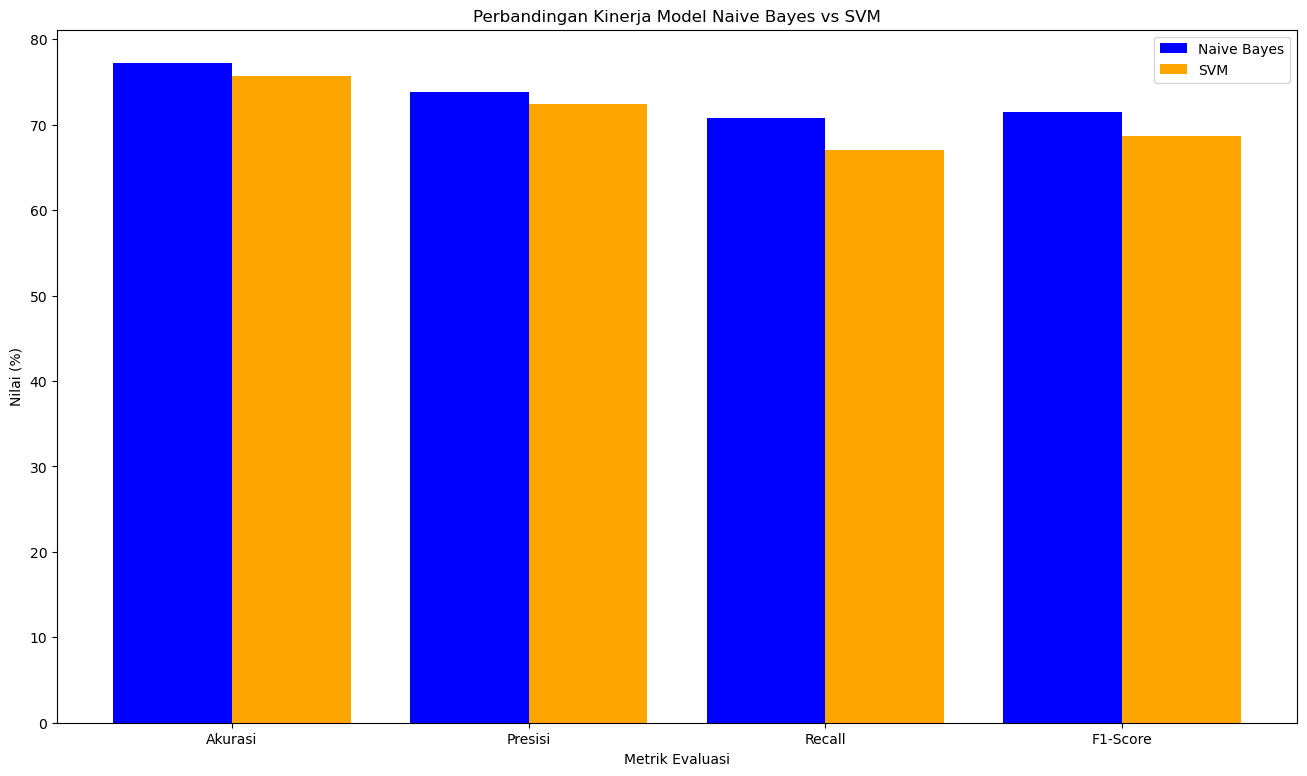 Perbandingan Kinerja Model Naive Bayes vs SVM
Naive Bayes
SVM
Nilai (%)
80
70
60
50
40
30
20
10
0
Akurasi
Presisi
Recall
F1-Score
Metrik Evaluasi